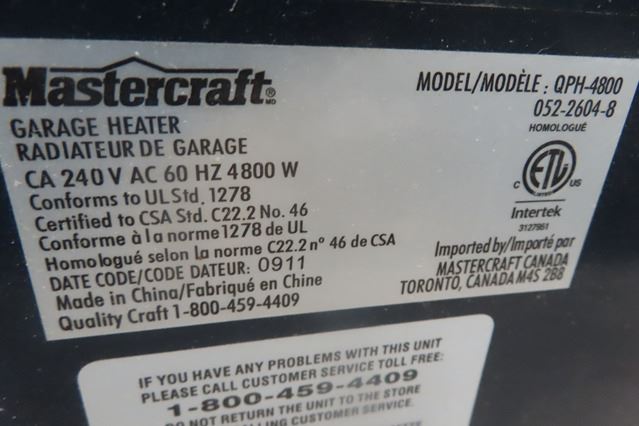 Mastercraft®
MD
GARAGE HEATER
RADIATEUR DE GARAGE
CA 240 V AC 60 HZ 4800 W
Conforms to UL Std. 1278
Certified to CSA Std. C22.2 No. 46
Conforme à la norme 1278 de UL
Homologué selon la norme C22.2 n° 46 de CSA
DATE CODE/CODE DATEUR: 0911
Made in China/Fabriqué en Chine
Quality Craft 1-800-459-4409
MODEL/MODÈLE : QPH-4800
052-2604-8
HOMOLOGUÉ
C ETL US
Intertek
3127951
Imported by/Importé par
MASTERCRAFT CANADA
TORONTO, CANADA M4S 2B8
IF YOU HAVE ANY PROBLEMS WITH THIS UNIT
PLEASE CALL CUSTOMER SERVICE TOLL FREE:
1-800-459-4409
DO NOT RETURN THE UNIT TO THE STORE
CUSTOMER SERVICE.